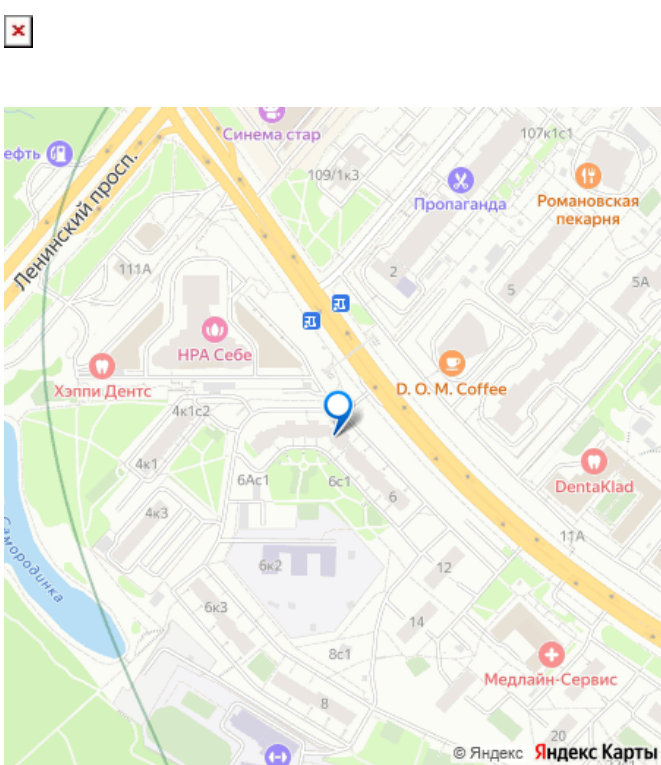 Синема стар
107к1с1
ефть
109/1к3
Ленинский просп.
Пропаганда
Романовская
пекарня
111А
2
5
5А
НРА Себе
Хэппи Дентс
D. O. M. Coffee
4к1с2
4к1
6Ас1
6с1
6
DentaKlad
4к3
11А
Самородинка
6к2
12
6к3
14
8с1
Медлайн-Сервис
8
20
© Яндекс Яндекс Карты